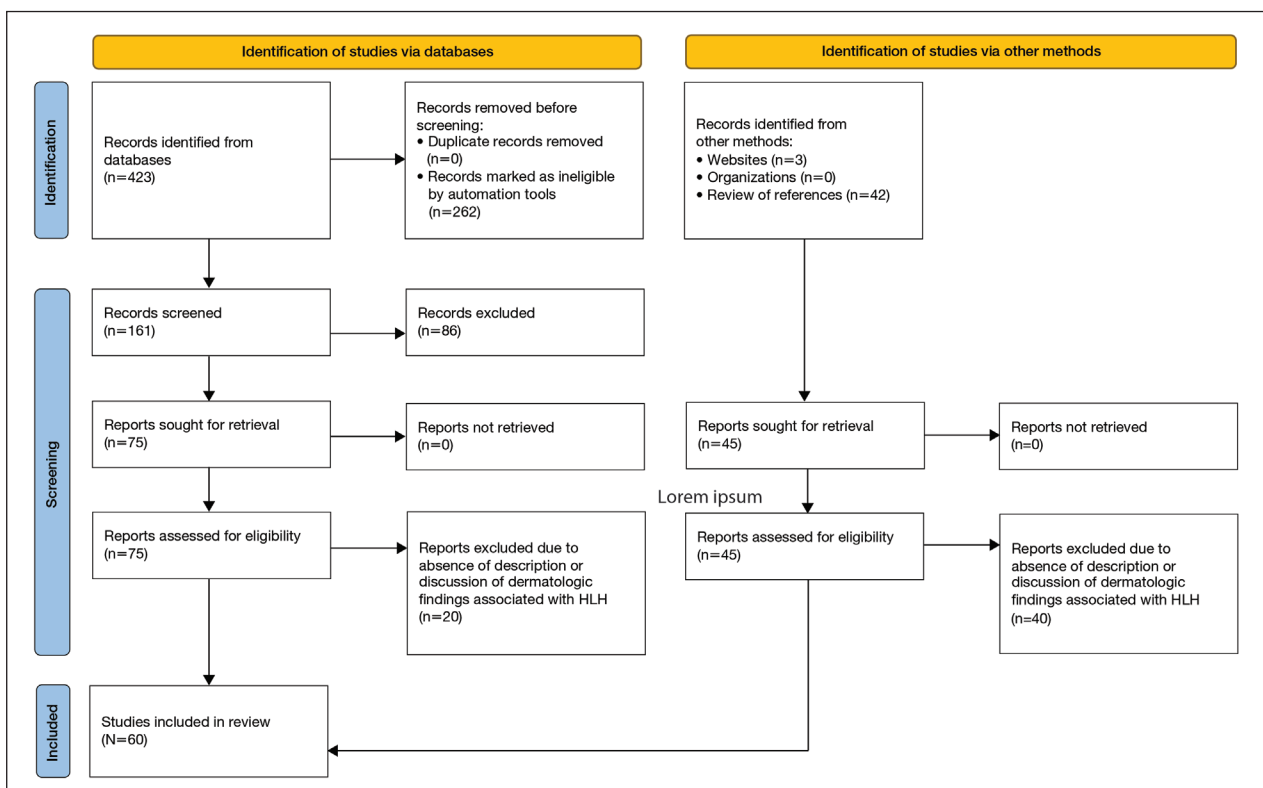 Identification of studies via databases
Identification of studies via other methods
Identification
Records identified from
databases
(n=423)
Records removed before
screening:
• Duplicate records removed
(n=0)
• Records marked as ineligible
by automation tools
(n=262)
Records identified from
other methods:
• Websites (n=3)
• Organizations (n=0)
• Review of references (n=42)
Screening
Records screened
(n=161)
Records excluded
(n=86)
Reports sought for retrieval
(n=75)
Reports not retrieved
(n=0)
Reports sought for retrieval
(n=45)
Reports not retrieved
(n=0)
Lorem ipsum
Reports assessed for eligibility
(n=75)
Reports excluded due to
absence of description or
discussion of dermatologic
findings associated with HLH
(n=20)
Reports assessed for eligibility
(n=45)
Reports excluded due to
absence of description or
discussion of dermatologic
findings associated with HLH
(n=40)
Included
Studies included in review
(N=60)